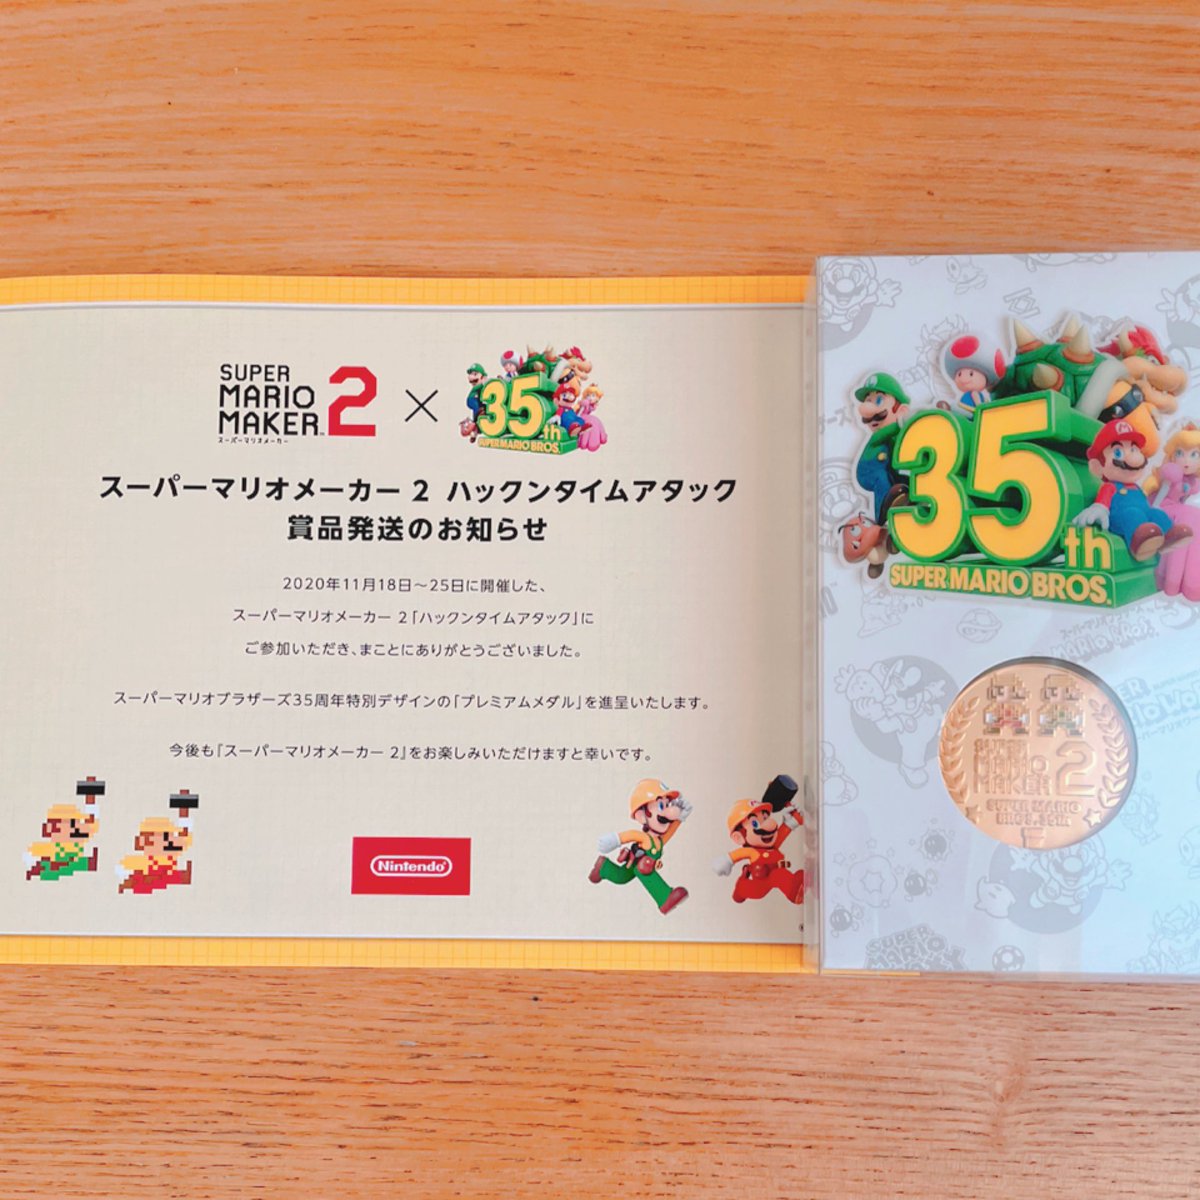 SUPER
MARIO
MAKER 2
スーパーマリオメーカー
×
35th
SUPER MARIO BROS.
スーパーマリオメーカー 2 ハックンタイムアタック
賞品発送のお知らせ
2020年11月18日~25日に開催した、
スーパーマリオメーカー 2「ハックンタイムアタック」に
ご参加いただき、まことにありがとうございました。
スーパーマリオブラザーズ35周年特別デザインの「プレミアムメダル」を進呈いたします。
今後も『スーパーマリオメーカー 2』をお楽しみいただけますと幸いです。
Nintendo
35th
SUPER MARIO BROS.
SUPER
MARIO
MAKER 2
SUPER MARIO
BROS. 35th